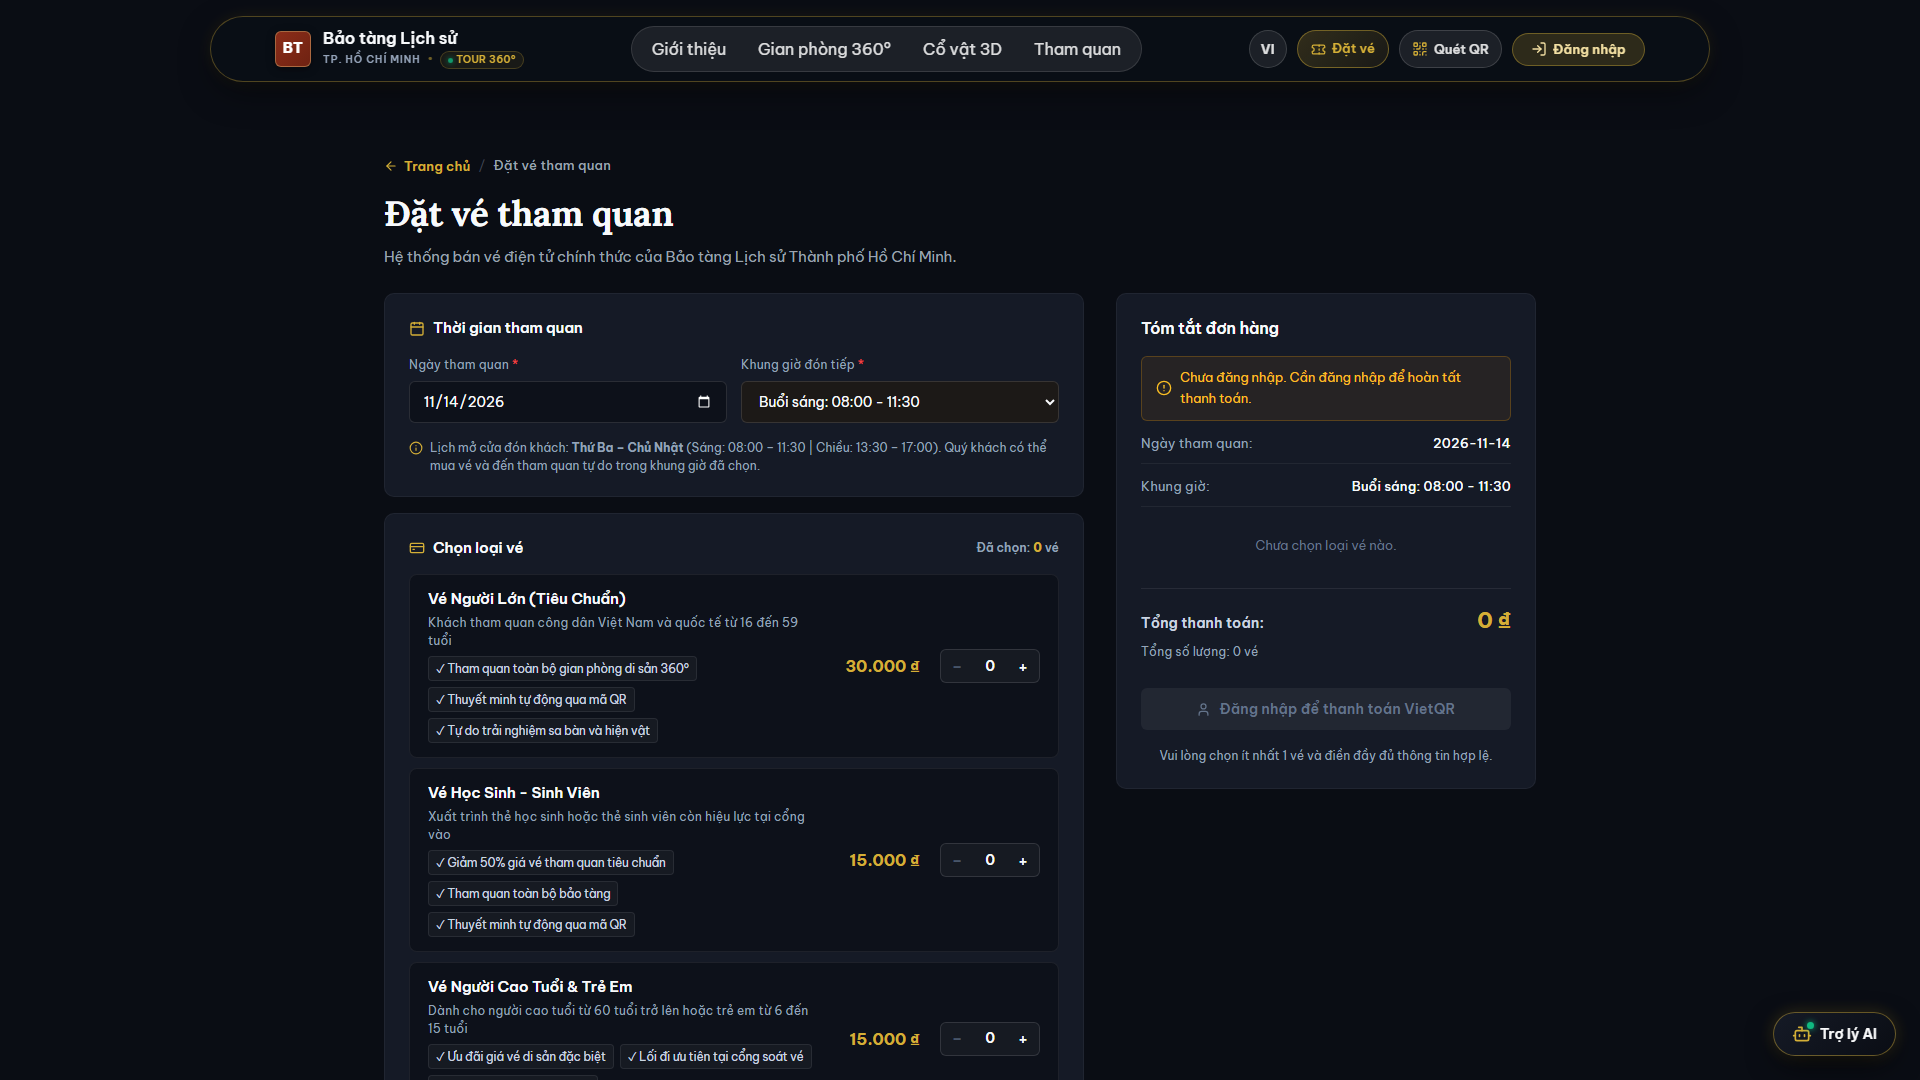 BT
Bảo tàng Lịch sử
TP. HỒ CHÍ MINH • TOUR 360°
Giới thiệu
Gian phòng 360°
Cổ vật 3D
Tham quan
VI
Đặt vé
Quét QR
Đăng nhập
Trang chủ / Đặt vé tham quan
Đặt vé tham quan
Hệ thống bán vé điện tử chính thức của Bảo tàng Lịch sử Thành phố Hồ Chí Minh.
Thời gian tham quan
Ngày tham quan *
11/14/2026
Khung giờ đón tiếp *
Buổi sáng: 08:00 - 11:30
Lịch mở cửa đón khách: Thứ Ba – Chủ Nhật (Sáng: 08:00 – 11:30 | Chiều: 13:30 – 17:00). Quý khách có thể
mua vé và đến tham quan tự do trong khung giờ đã chọn.
Chọn loại vé
Đã chọn: 0 vé
Vé Người Lớn (Tiêu Chuẩn)
Khách tham quan công dân Việt Nam và quốc tế từ 16 đến 59
tuổi
✓ Tham quan toàn bộ gian phòng di sản 360°
✓ Thuyết minh tự động qua mã QR
✓ Tự do trải nghiệm sa bàn và hiện vật
30.000 ₫
− 0 +
Vé Học Sinh - Sinh Viên
Xuất trình thẻ học sinh hoặc thẻ sinh viên còn hiệu lực tại cổng
vào
✓ Giảm 50% giá vé tham quan tiêu chuẩn
✓ Tham quan toàn bộ bảo tàng
✓ Thuyết minh tự động qua mã QR
15.000 ₫
− 0 +
Vé Người Cao Tuổi & Trẻ Em
Dành cho người cao tuổi từ 60 tuổi trở lên hoặc trẻ em từ 6 đến
15 tuổi
✓ Ưu đãi giá vé di sản đặc biệt ✓ Lối đi ưu tiên tại cổng soát vé
15.000 ₫
− 0 +
Tóm tắt đơn hàng
Chưa đăng nhập. Cần đăng nhập để hoàn tất
thanh toán.
Ngày tham quan: 2026-11-14
Khung giờ: Buổi sáng: 08:00 - 11:30
Chưa chọn loại vé nào.
Tổng thanh toán: 0 ₫
Tổng số lượng: 0 vé
Đăng nhập để thanh toán VietQR
Vui lòng chọn ít nhất 1 vé và điền đầy đủ thông tin hợp lệ.
Trợ lý AI